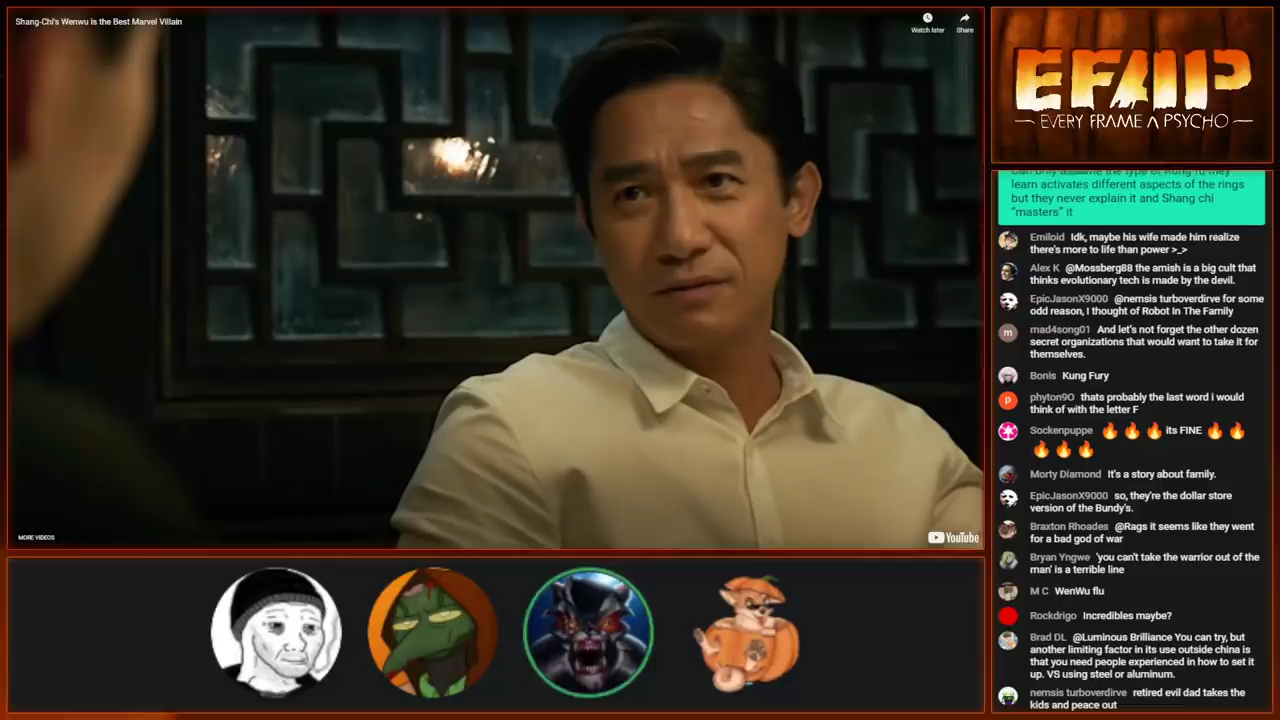 Shang-Chi's Wenwu Is the Best Marvel Villain
Watch later
Share
MORE VIDEOS
YouTube
EFAP
EVERY FRAME A PSYCHO
Can only assume the type of Kung fu they
learn activates different aspects of the rings
but they never explain it and Shang chi
"masters" it
Emiloid Idk, maybe his wife made him realize
there's more to life than power >_>
Alex K @Mossberg88 the amish is a big cult that
thinks evolutionary tech is made by the devil.
EpicJasonX9000 @nemsis turboverdirve for some
odd reason, I thought of Robot In The Family
m
mad4song01 And let's not forget the other dozen
secret organizations that would want to take it for
themselves.
Bonis Kung Fury
p
phyton90 thats probably the last word i would
think of with the letter F
Sockenpuppe 🔥 🔥 🔥 its FINE 🔥 🔥
🔥 🔥 🔥
Morty Diamond It's a story about family.
EpicJasonX9000 so, they're the dollar store
version of the Bundy's.
Braxton Rhoades @Rags it seems like they went
for a bad god of war
Bryan Yngwe 'you can't take the warrior out of the
man' is a terrible line
M C WenWu flu
Rockdrigo Incredibles maybe?
Brad DL @Luminous Brilliance You can try, but
another limiting factor in its use outside china is
that you need people experienced in how to set it
up. VS using steel or aluminum.
nemsis turboverdirve retired evil dad takes the
kids and peace out